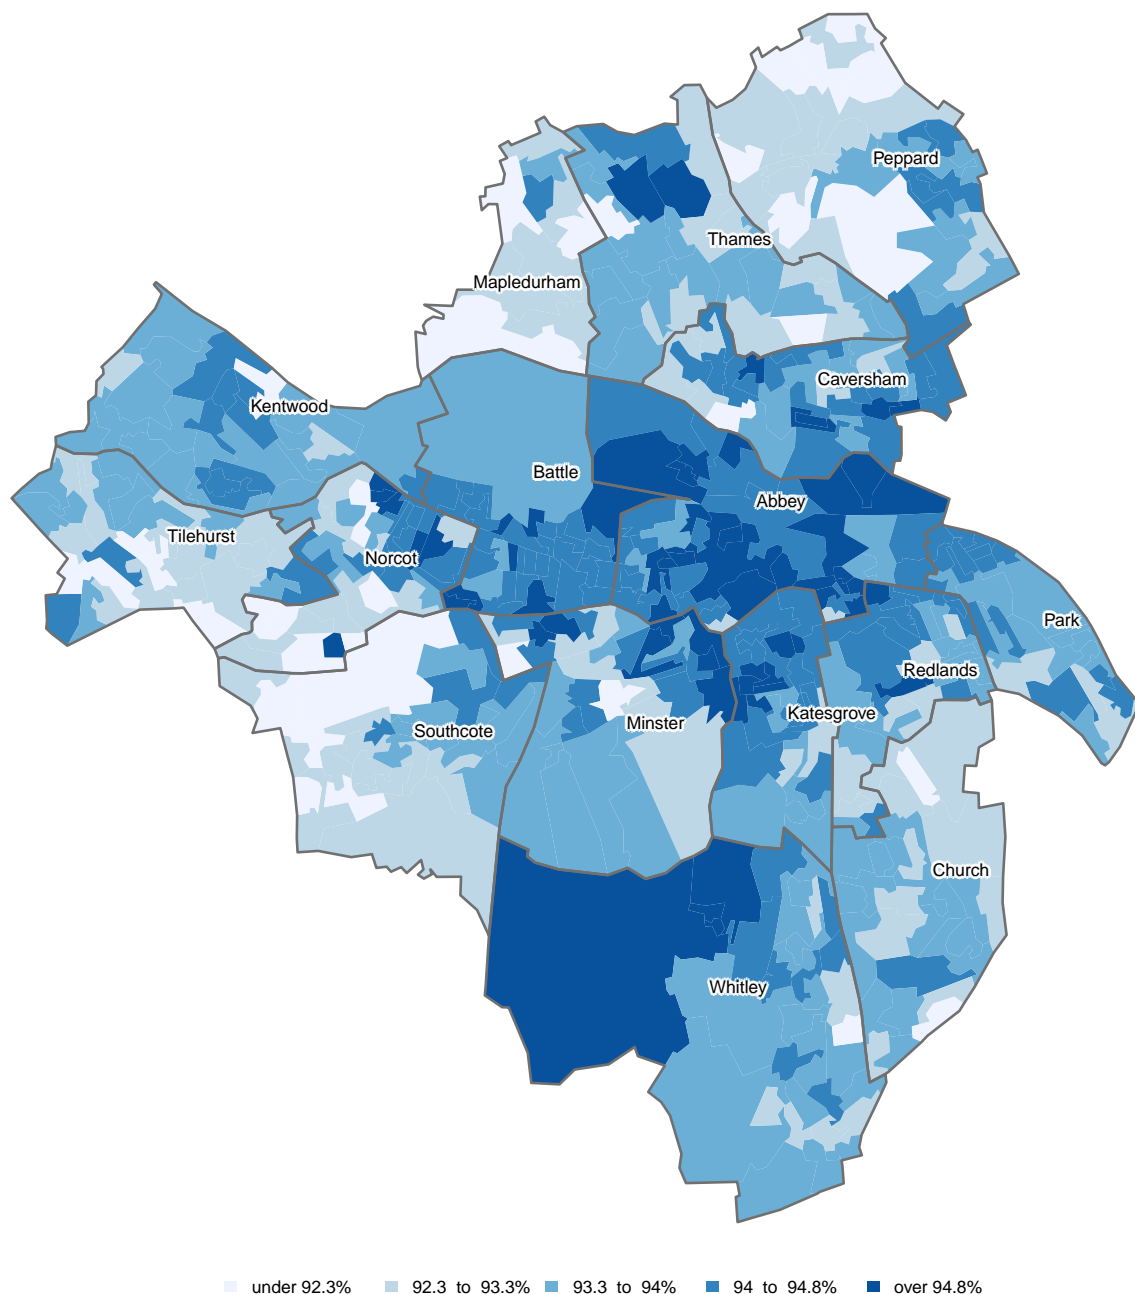 Peppard
Thames
Mapledurham
Caversham
Kentwood
Battle
Abbey
Tilehurst
Norcot
Park
Redlands
Katesgrove
Minster
Southcote
Church
Whitley
under 92.3% 92.3 to 93.3% 93.3 to 94% 94 to 94.8% over 94.8%